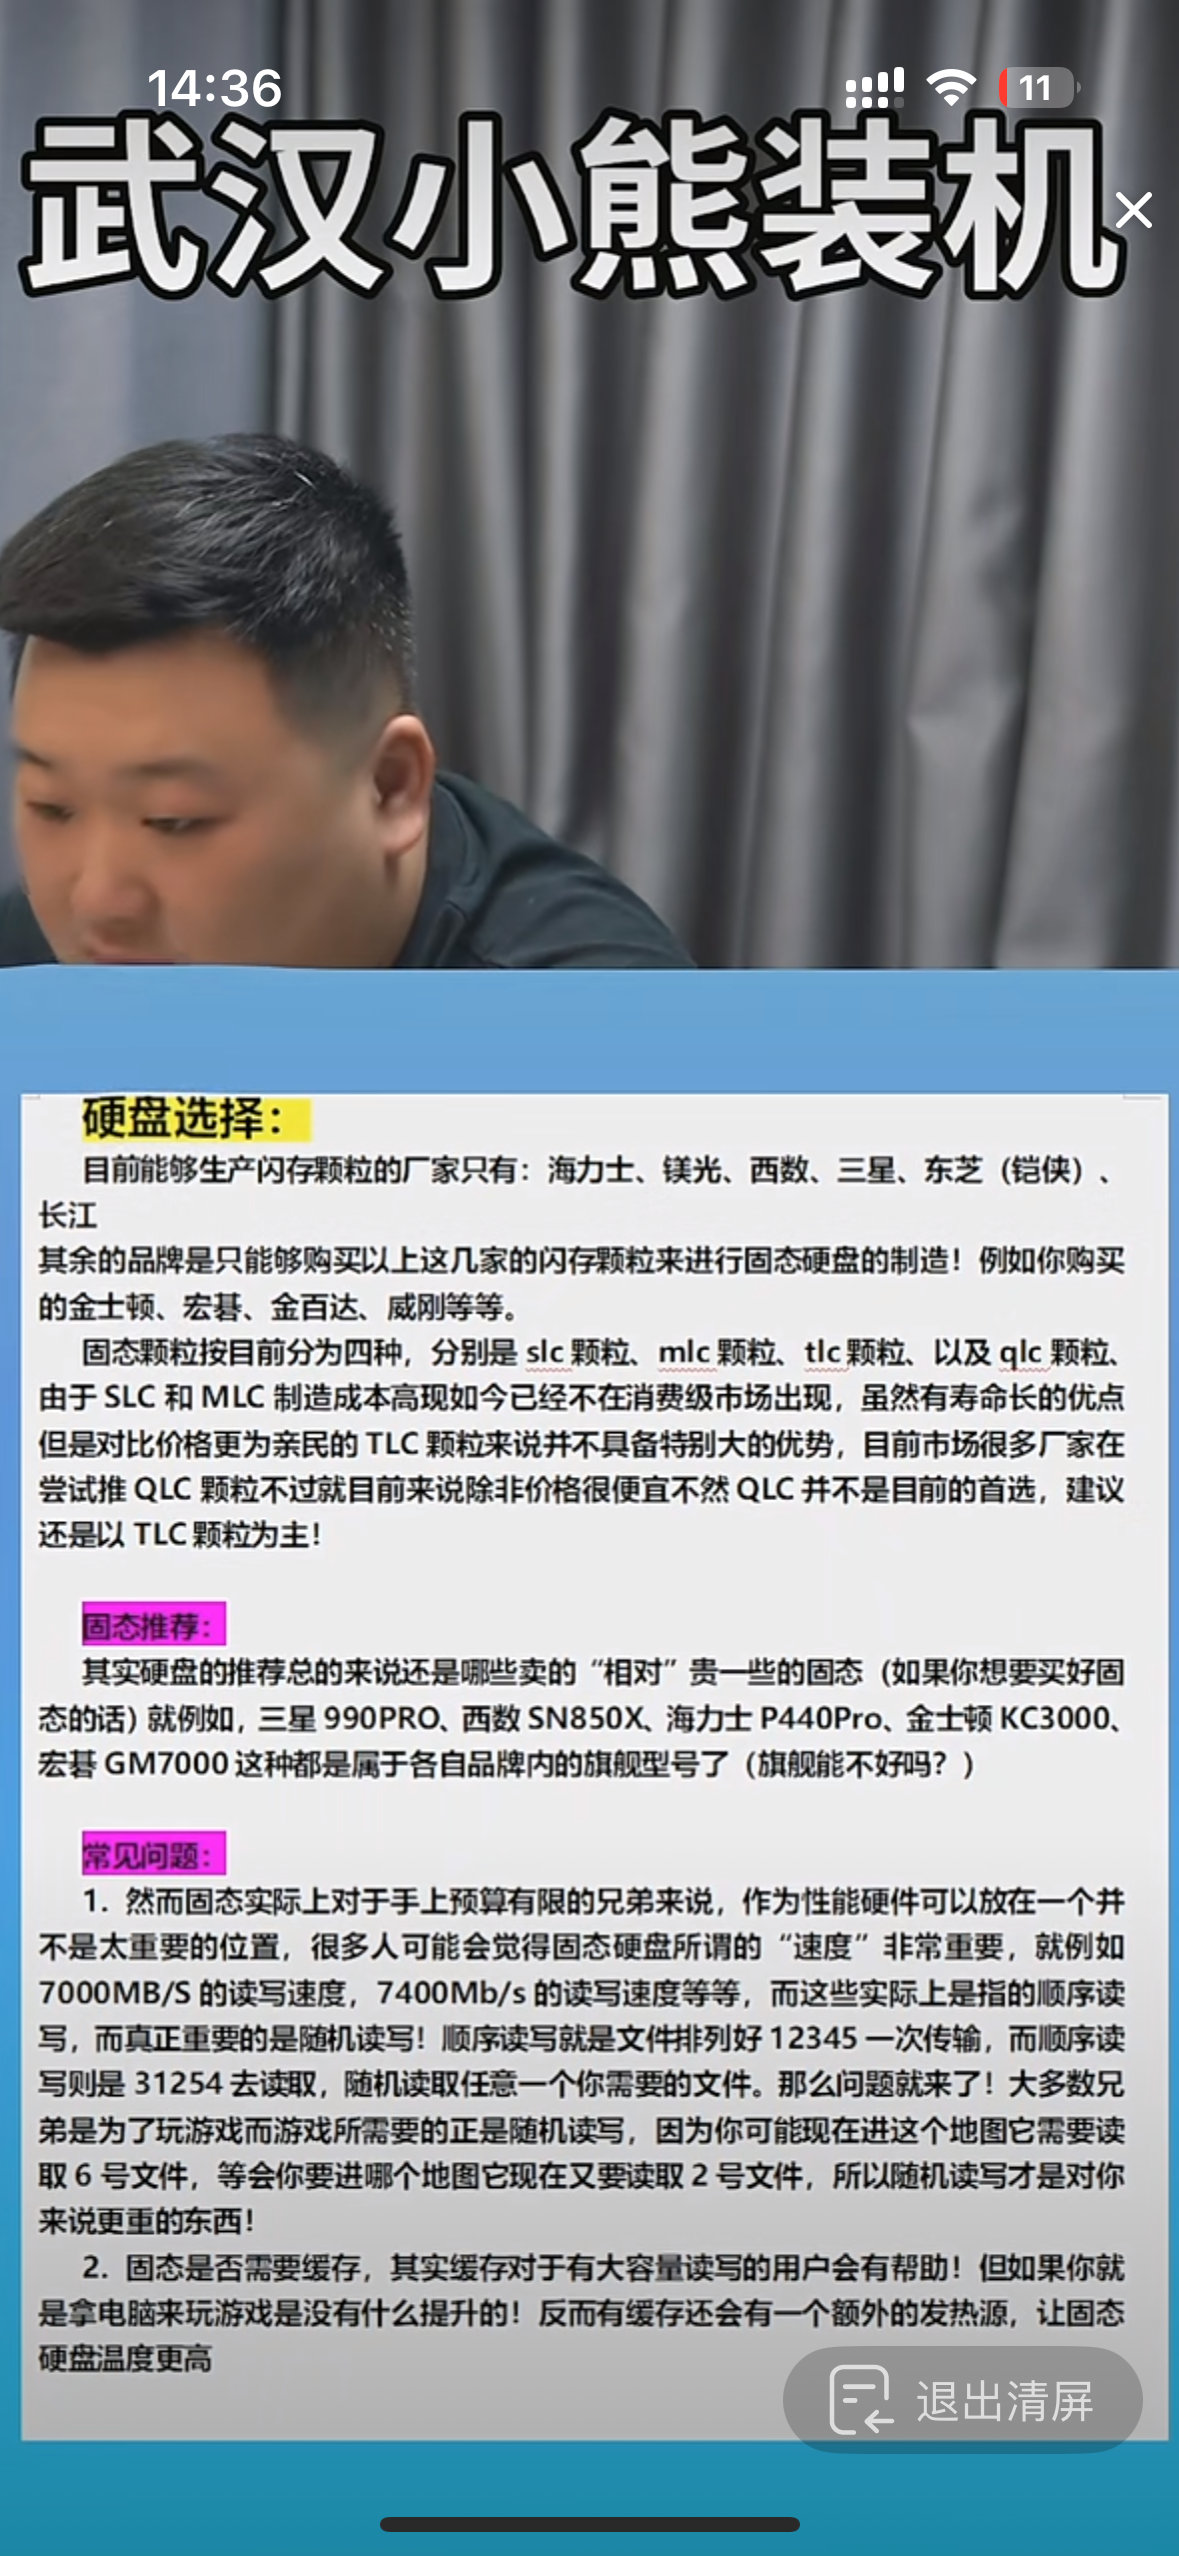 14:36
11
武汉小熊装机
硬盘选择：
目前能够生产闪存颗粒的厂家只有：海力士、镁光、西数、三星、东芝（铠侠）、
长江
其余的品牌是只能够购买以上这几家的闪存颗粒来进行固态硬盘的制造！例如你购买
的金士顿、宏碁、金百达、威刚等等。
固态颗粒按目前分为四种，分别是 slc 颗粒、mlc 颗粒、tlc 颗粒、以及 qlc 颗粒、
由于 SLC 和 MLC 制造成本高现如今已经不在消费级市场出现，虽然有寿命长的优点
但是对比价格更为亲民的 TLC 颗粒来说并不具备特别大的优势，目前市场很多厂家在
尝试推 QLC 颗粒不过就目前来说除非价格很便宜不然 QLC 并不是目前的首选，建议
还是以 TLC 颗粒为主！
固态推荐：
其实硬盘的推荐总的来说还是哪些卖的“相对”贵一些的固态（如果你想要买好固
态的话）就例如，三星 990PRO、西数 SN850X、海力士 P440Pro、金士顿 KC3000、
宏碁 GM7000 这种都是属于各自品牌内的旗舰型号了（旗舰能不好吗？）
常见问题：
1. 然而固态实际上对于手上预算有限的兄弟来说，作为性能硬件可以放在一个并
不是太重要的位置，很多人可能会觉得固态硬盘所谓的“速度”非常重要，就例如
7000MB/S 的读写速度，7400Mb/s 的读写速度等等，而这些实际上是指的顺序读
写，而真正重要的是随机读写！顺序读写就是文件排列好 12345 一次传输，而顺序读
写则是 31254 去读取，随机读取任意一个你需要的文件。那么问题就来了！大多数兄
弟是为了玩游戏而游戏所需要的正是随机读写，因为你可能现在进这个地图它需要读
取 6 号文件，等会你要进哪个地图它现在又要读取 2 号文件，所以随机读写才是对你
来说更重的东西！
2. 固态是否需要缓存，其实缓存对于有大容量读写的用户会有帮助！但如果你就
是拿电脑来玩游戏是没有什么提升的！反而有缓存还会有一个额外的发热源，让固态
硬盘温度更高
退出清屏